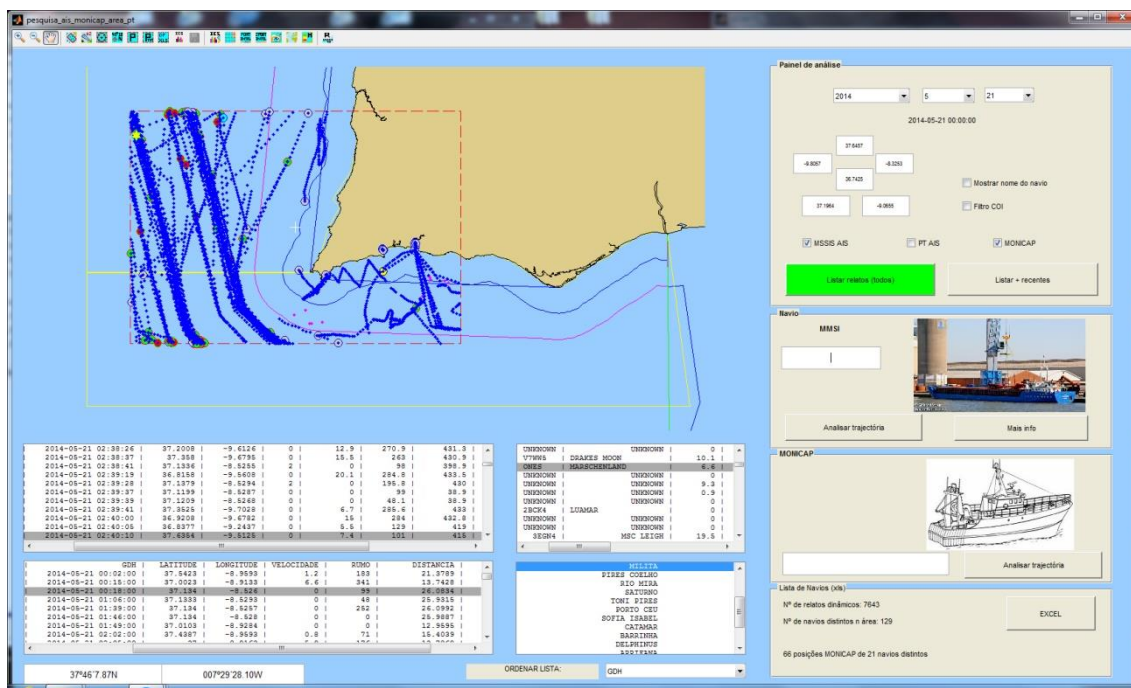 pesquisa_ais_monicap_area_pt
Painel de análise
2014 5 21
2014-05-21 00:00:00
37.6407
-8.8087 -8.3253
36.7428
37.1964 -9.0655
Mostrar nome do navio
Filtro COI
MSSIS AIS PT AIS MONICAP
Listar relatos (todos) Listar + recentes
Navio
MMSI
Analisar trajectória Mais info
MONICAP
Analisar trajectória
Lista de Navios (xls)
Nº de relatos dinâmicos: 7643
Nº de navios distintos n área: 129
EXCEL
66 posições MONICAP de 21 navios distintos
2014-05-21 02:38:26 | 37.2008 | -9.6126 | 0 | 12.9 | 270.9 | 431.3 |
2014-05-21 02:38:37 | 37.358 | -9.6795 | 0 | 15.5 | 263 | 430.9 |
2014-05-21 02:38:41 | 37.1336 | -8.5255 | 2 | 0 | 98 | 398.9 |
2014-05-21 02:39:19 | 36.8158 | -9.5608 | 0 | 20.1 | 284.8 | 433.5 |
2014-05-21 02:39:28 | 37.1379 | -8.5294 | 2 | 0 | 195.8 | 430 |
2014-05-21 02:39:37 | 37.1199 | -8.5287 | 0 | 0 | 99 | 38.9 |
2014-05-21 02:39:39 | 37.1209 | -8.5268 | 0 | 0 | 48.1 | 38.9 |
2014-05-21 02:39:41 | 37.3525 | -9.7028 | 0 | 6.7 | 285.6 | 433 |
2014-05-21 02:40:00 | 36.9208 | -9.6782 | 0 | 15 | 284 | 432.8 |
2014-05-21 02:40:05 | 36.8377 | -9.2437 | 0 | 5.5 | 129 | 419 |
2014-05-21 02:40:10 | 37.6354 | -9.5125 | 0 | 7.4 | 101 | 415 |
UNKNOWN | UNKNOWN | 0 |
V7WW5 | DRAKES MOON | 10.1 |
ONES | MARSCHENLAND | 6.6 |
UNKNOWN | UNKNOWN | 0 |
UNKNOWN | UNKNOWN | 9.3 |
UNKNOWN | UNKNOWN | 0.9 |
UNKNOWN | UNKNOWN | 0 |
2BCK4 | LUAMAR | 0 |
UNKNOWN | UNKNOWN | 0 |
UNKNOWN | UNKNOWN | 0 |
3EGN4 | MSC LEIGH | 19.5 |
GDH | LATITUDE | LONGITUDE | VELOCIDADE | RUMO | DISTANCIA |
2014-05-21 00:02:00 | 37.5423 | -8.9593 | 1.2 | 183 | 21.3789 |
2014-05-21 00:15:00 | 37.0023 | -8.9133 | 6.6 | 341 | 13.7428 |
2014-05-21 00:18:00 | 37.134 | -8.526 | 0 | 99 | 26.0834 |
2014-05-21 01:06:00 | 37.1333 | -8.5293 | 0 | 48 | 25.9315 |
2014-05-21 01:39:00 | 37.134 | -8.5257 | 0 | 252 | 26.0992 |
2014-05-21 01:46:00 | 37.134 | -8.528 | 0 | 0 | 25.9887 |
2014-05-21 01:49:00 | 37.0103 | -8.9284 | 0 | 0 | 12.9595 |
2014-05-21 02:02:00 | 37.4387 | -8.9593 | 0.8 | 71 | 15.4039 |
MILITA
PIRES COELHO
RIO MIRA
SATURNO
TONI PIRES
PORTO CEU
SOFIA ISABEL
CATAMAR
BARRINHA
DELPHINUS
37º46´7.87N 007º29´28.10W
ORDENAR LISTA: GDH